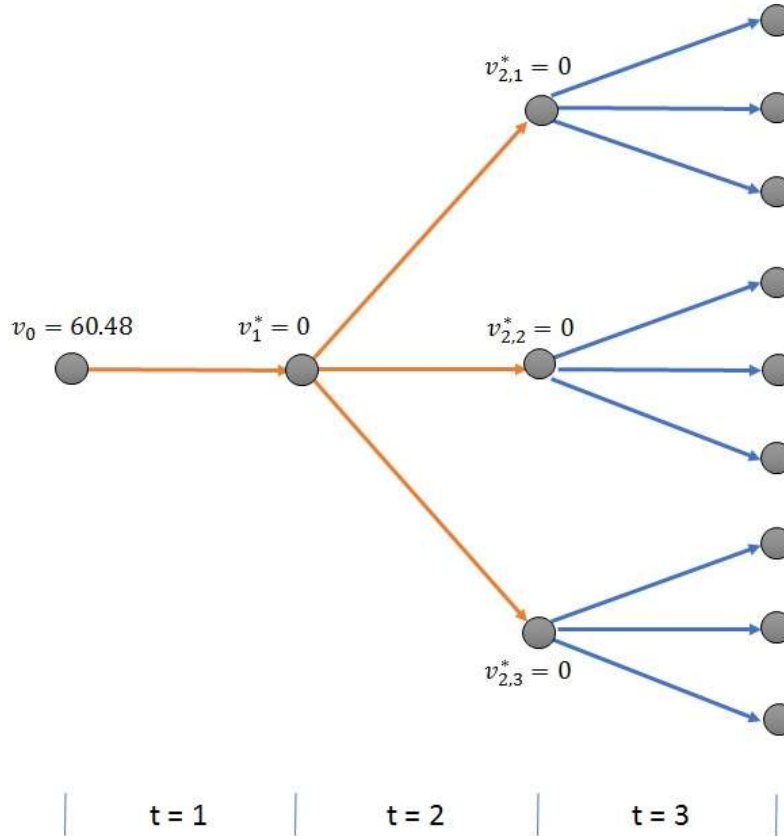 v*2,1 = 0
v0 = 60.48
v*1 = 0
v*2,2 = 0
v*2,3 = 0
t = 1
t = 2
t = 3